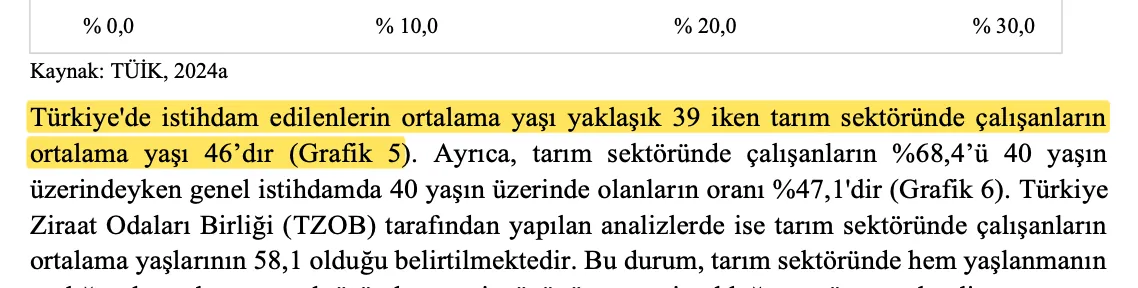 % 0,0 % 10,0 % 20,0 % 30,0
Kaynak: TÜİK, 2024a
Türkiye'de istihdam edilenlerin ortalama yaşı yaklaşık 39 iken tarım sektöründe çalışanların
ortalama yaşı 46’dır (Grafik 5). Ayrıca, tarım sektöründe çalışanların %68,4’ü 40 yaşın
üzerindeyken genel istihdamda 40 yaşın üzerinde olanların oranı %47,1'dir (Grafik 6). Türkiye
Ziraat Odaları Birliği (TZOB) tarafından yapılan analizlerde ise tarım sektöründe çalışanların
ortalama yaşlarının 58,1 olduğu belirtilmektedir. Bu durum, tarım sektöründe hem yaşlanmanın